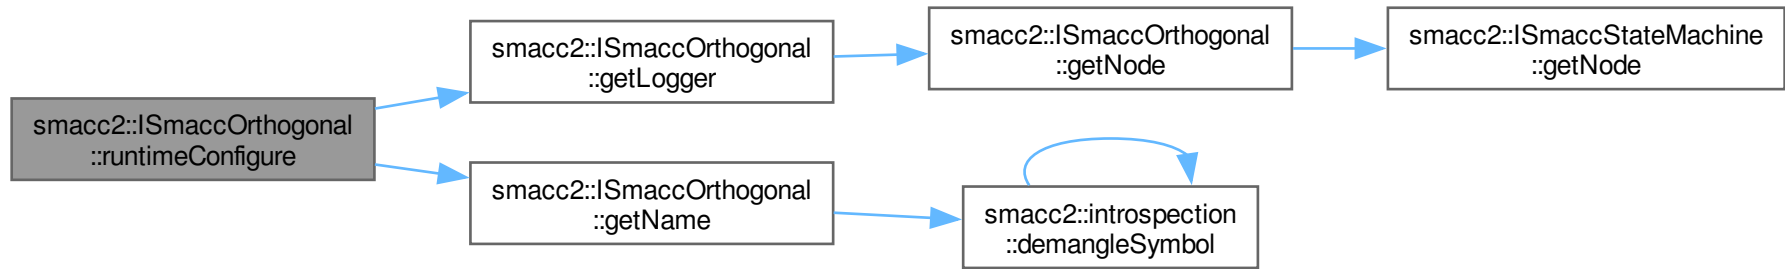 smacc2::ISmaccOrthogonal
::runtimeConfigure
smacc2::ISmaccOrthogonal
::getLogger
smacc2::ISmaccOrthogonal
::getNode
smacc2::ISmaccStateMachine
::getNode
smacc2::ISmaccOrthogonal
::getName
smacc2::introspection
::demangleSymbol